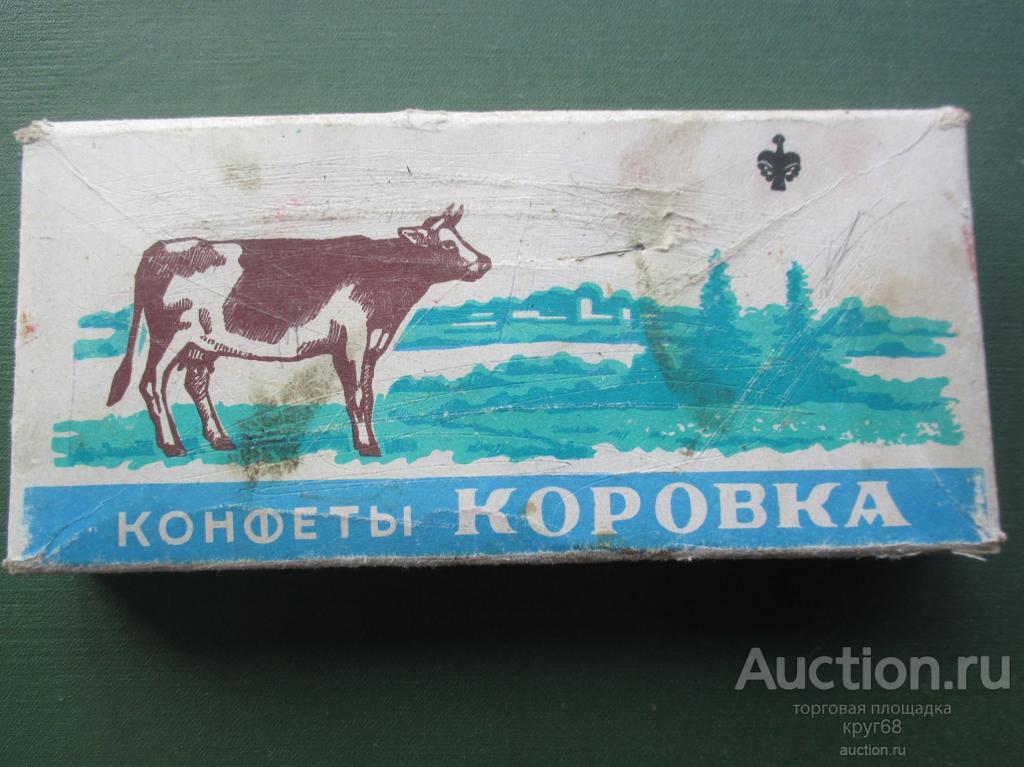 КОНФЕТЫ КОРОВКА
Auction.ru
торговая площадка
круг68
auction.ru